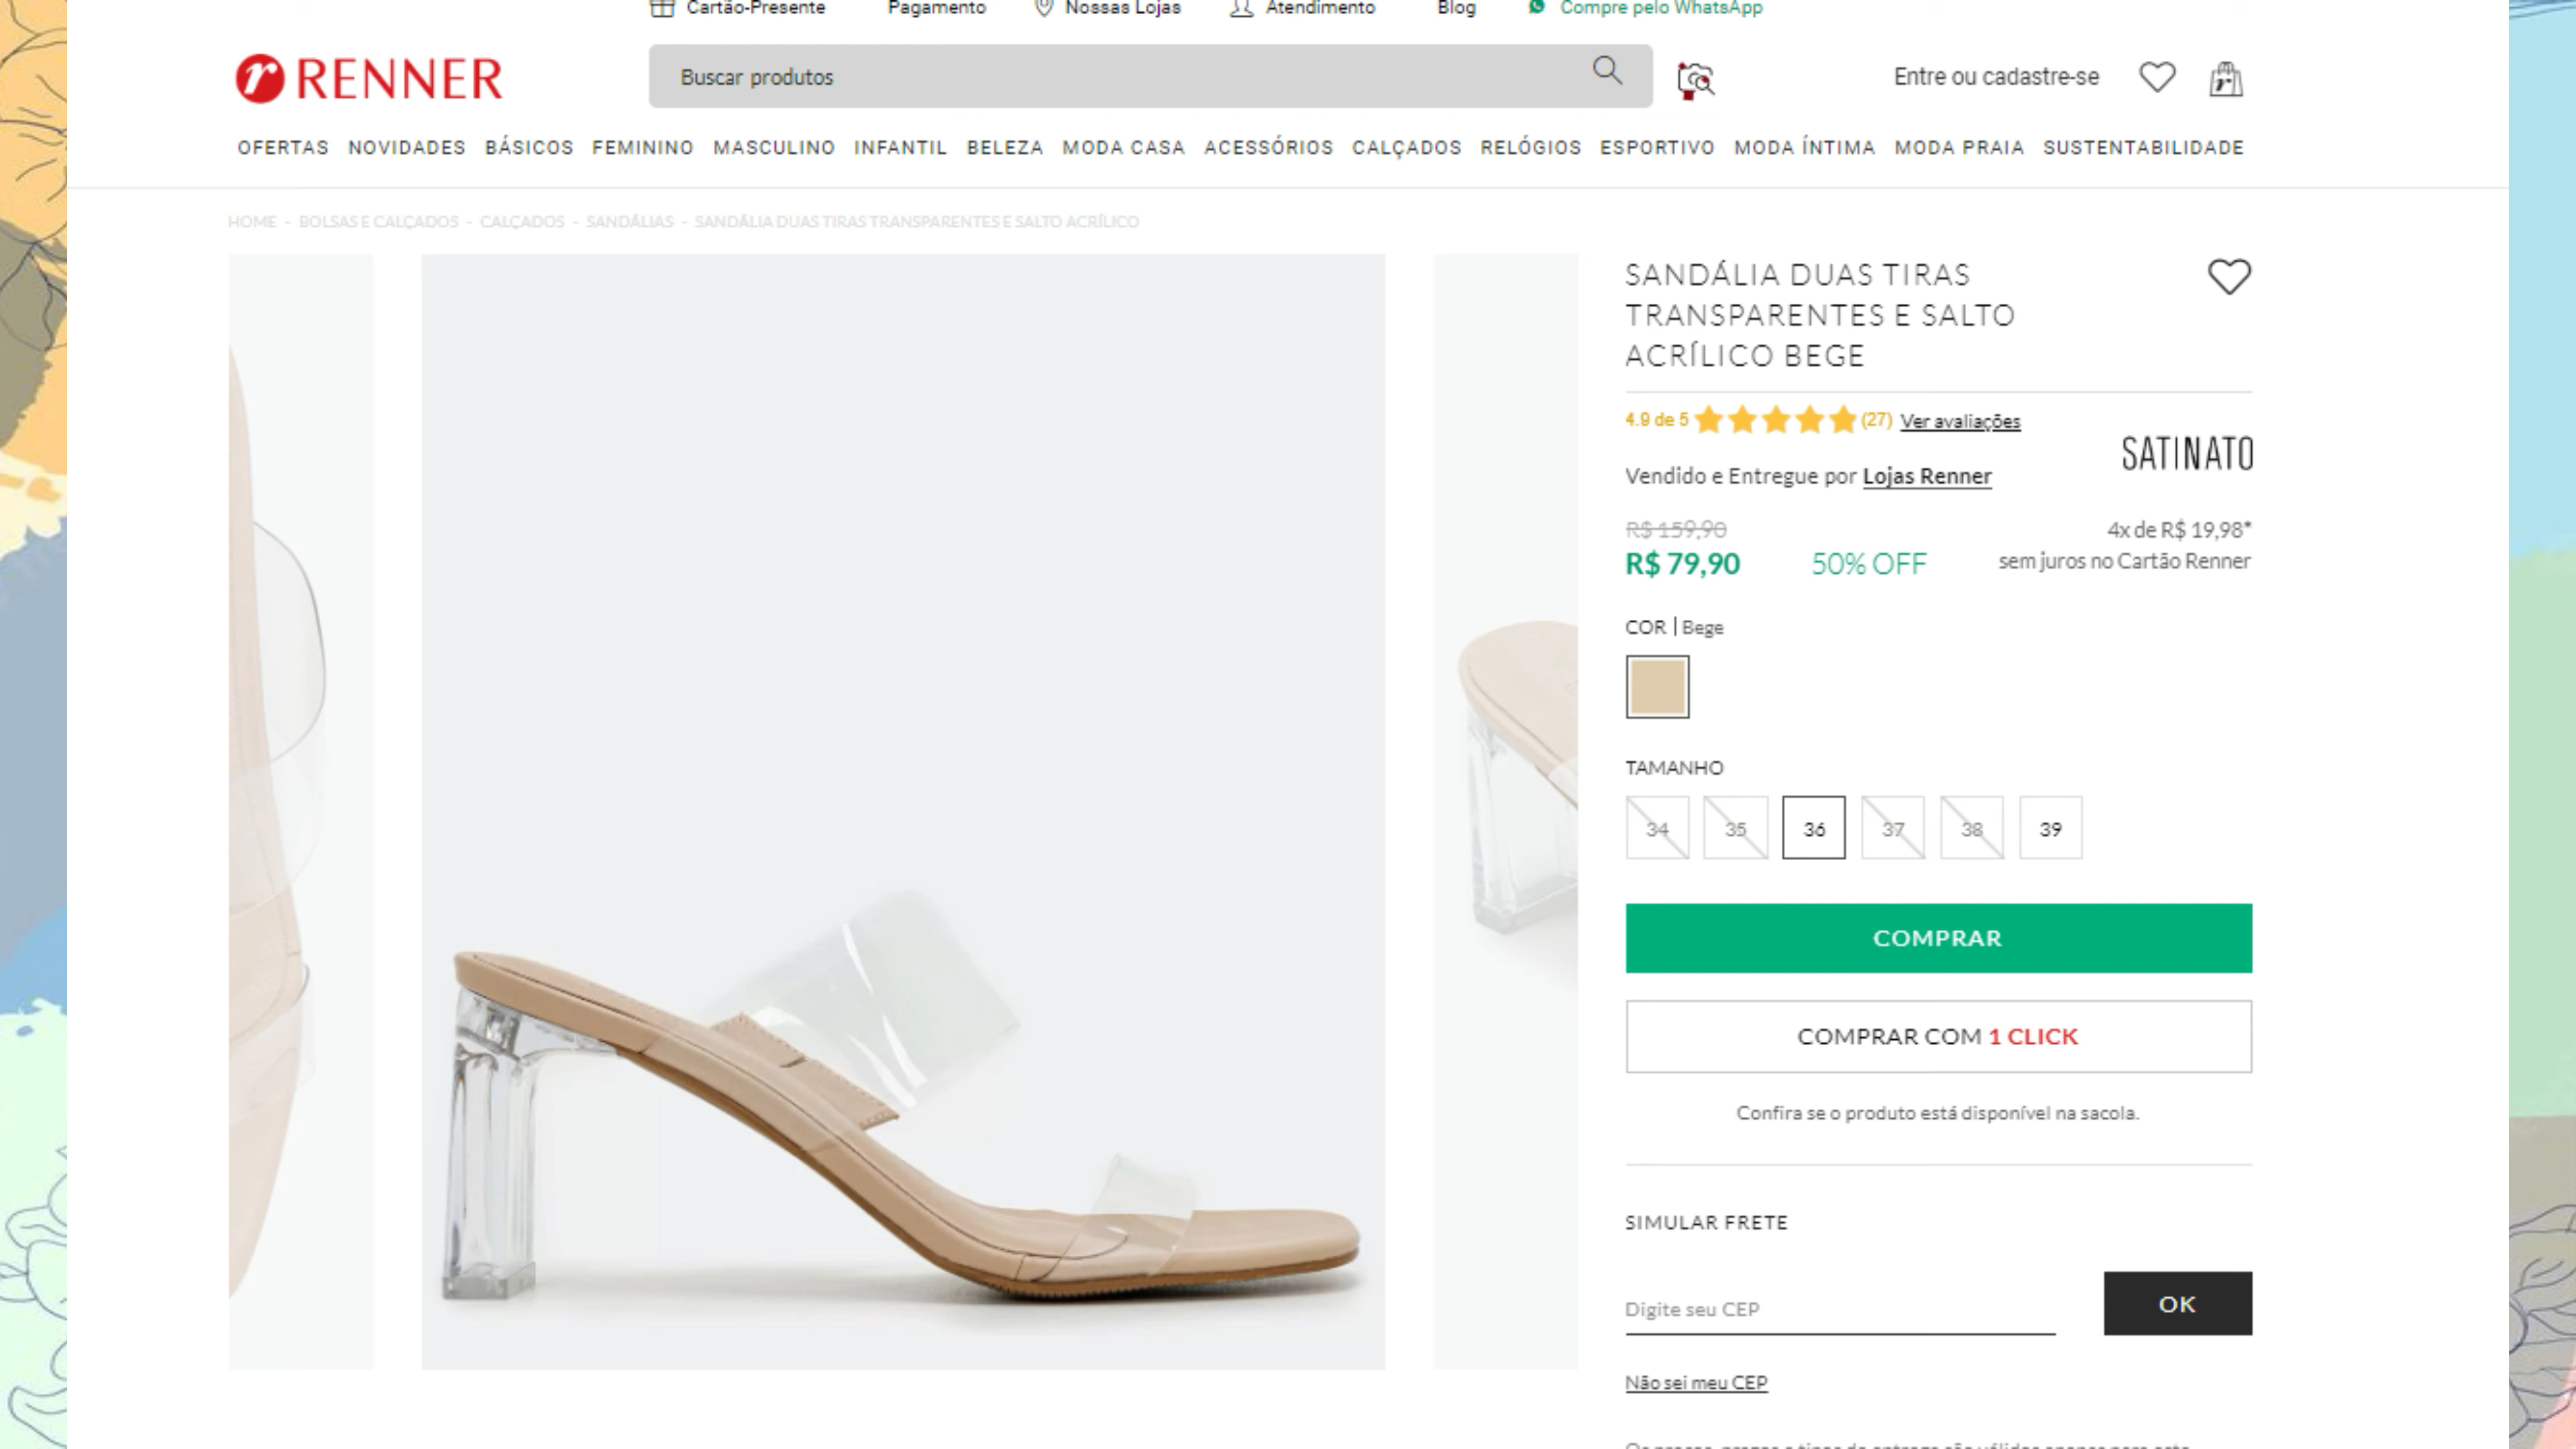 Cartão-Presente Pagamento Nossas Lojas Atendimento Blog Compre pelo WhatsApp
r RENNER
Buscar produtos
Entre ou cadastre-se
OFERTAS NOVIDADES BÁSICOS FEMININO MASCULINO INFANTIL BELEZA MODA CASA ACESSÓRIOS CALÇADOS RELÓGIOS ESPORTIVO MODA ÍNTIMA MODA PRAIA SUSTENTABILIDADE
HOME - BOLSAS E CALÇADOS - CALÇADOS - SANDÁLIAS - SANDÁLIA DUAS TIRAS TRANSPARENTES E SALTO ACRÍLICO
SANDÁLIA DUAS TIRAS
TRANSPARENTES E SALTO
ACRÍLICO BEGE
4.9 de 5 (27) Ver avaliações
SATINATO
Vendido e Entregue por Lojas Renner
R$ 159,90
4x de R$ 19,98*
R$ 79,90 50% OFF
sem juros no Cartão Renner
COR | Bege
TAMANHO
34 35 36 37 38 39
COMPRAR
COMPRAR COM 1 CLICK
Confira se o produto está disponível na sacola.
SIMULAR FRETE
Digite seu CEP
OK
Não sei meu CEP